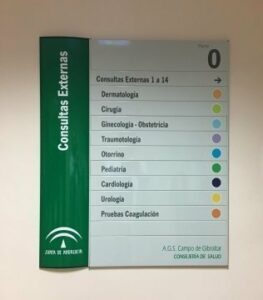 Consultas Externas
Planta
0
Consultas Externas 1 a 14
Dermatología
Cirugía
Ginecología - Obstetricia
Traumatología
Otorrino
Pediatría
Cardiología
Urología
Pruebas Coagulación
JUNTA DE ANDALUCIA
A.G.S. Campo de Gibraltar
CONSEJERIA DE SALUD